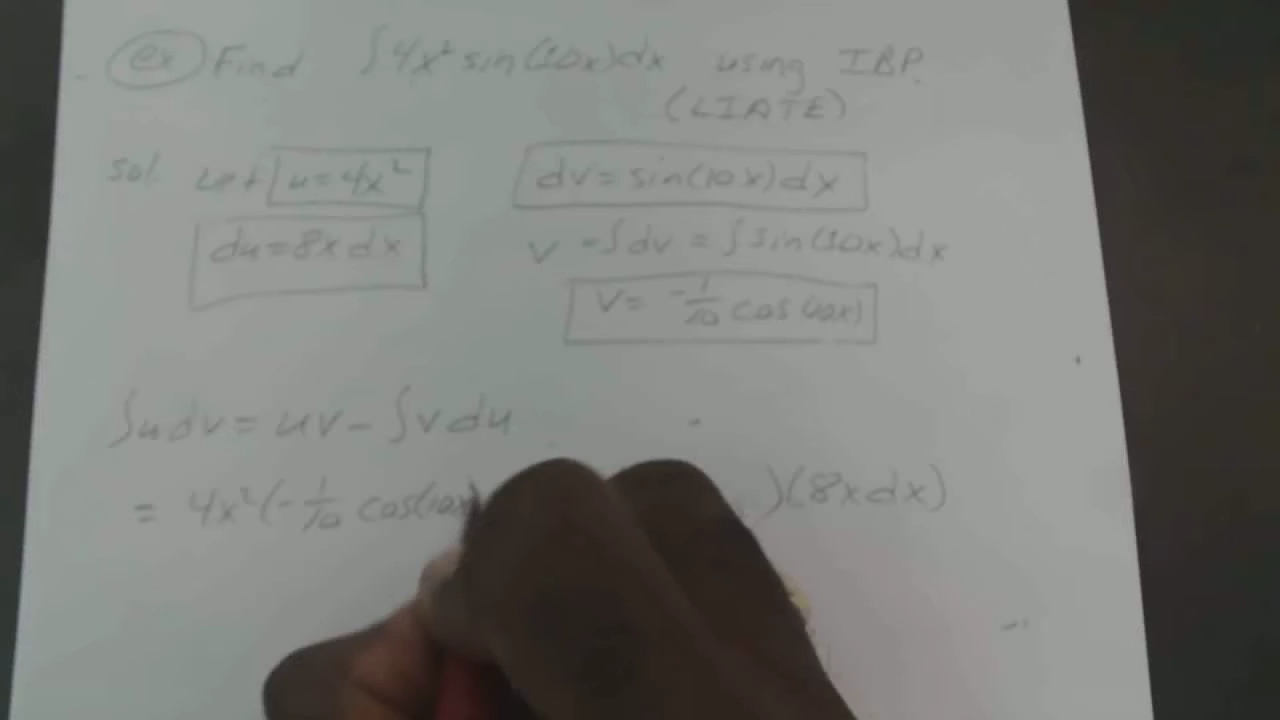 ex Find ∫4x² sin(10x)dx using IBP.
(LIATE)
Sol. Let u=4x² dv=sin(10x)dx
du=8x dx v=∫dv=∫sin(10x)dx
v= -1/10 cos(10x)
∫u dv = uv - ∫v du
= 4x²(-1/10 cos(10x) )(8x dx)